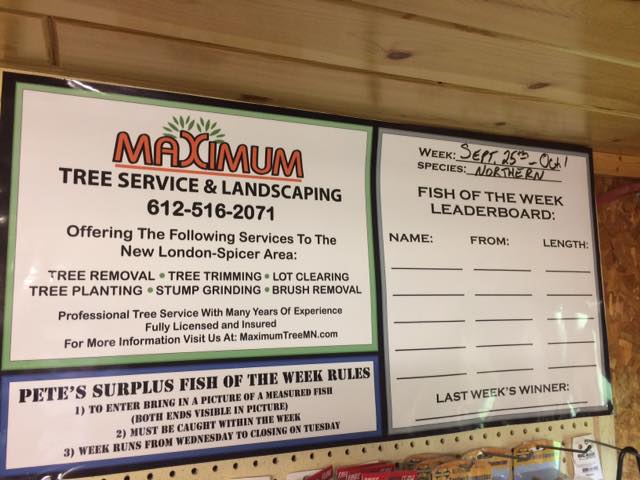 MAXIMUM
TREE SERVICE & LANDSCAPING
612-516-2071
Offering The Following Services To The
New London-Spicer Area:
TREE REMOVAL • TREE TRIMMING • LOT CLEARING
TREE PLANTING • STUMP GRINDING • BRUSH REMOVAL
Professional Tree Service With Many Years Of Experience
Fully Licensed and Insured
For More Information Visit Us At: MaximumTreeMN.com
PETE'S SURPLUS FISH OF THE WEEK RULES
1) TO ENTER BRING IN A PICTURE OF A MEASURED FISH
(BOTH ENDS VISIBLE IN PICTURE)
2) MUST BE CAUGHT WITHIN THE WEEK
3) WEEK RUNS FROM WEDNESDAY TO CLOSING ON TUESDAY
WEEK: SEPT. 25th - Oct 1
SPECIES: NORTHERN
FISH OF THE WEEK
LEADERBOARD:
NAME: FROM: LENGTH:
LAST WEEK'S WINNER: